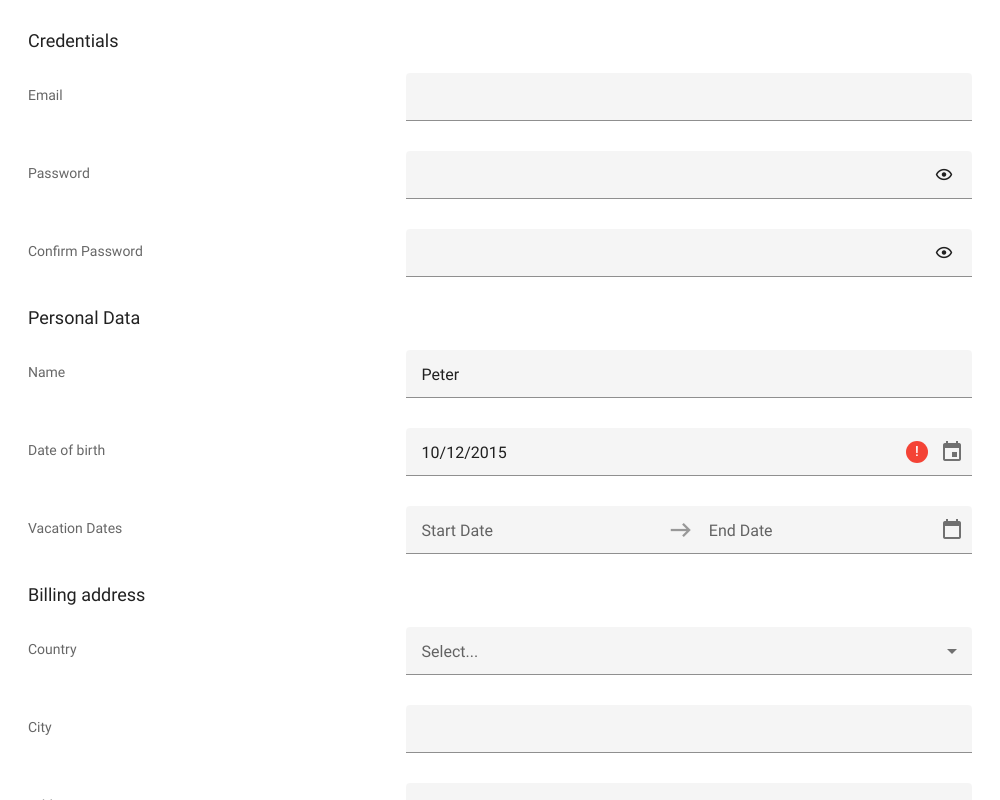 Credentials
Email
Password
Confirm Password
Personal Data
Name
Peter
Date of birth
10/12/2015
!
Vacation Dates
Start Date → End Date
Billing address
Country
Select...
City